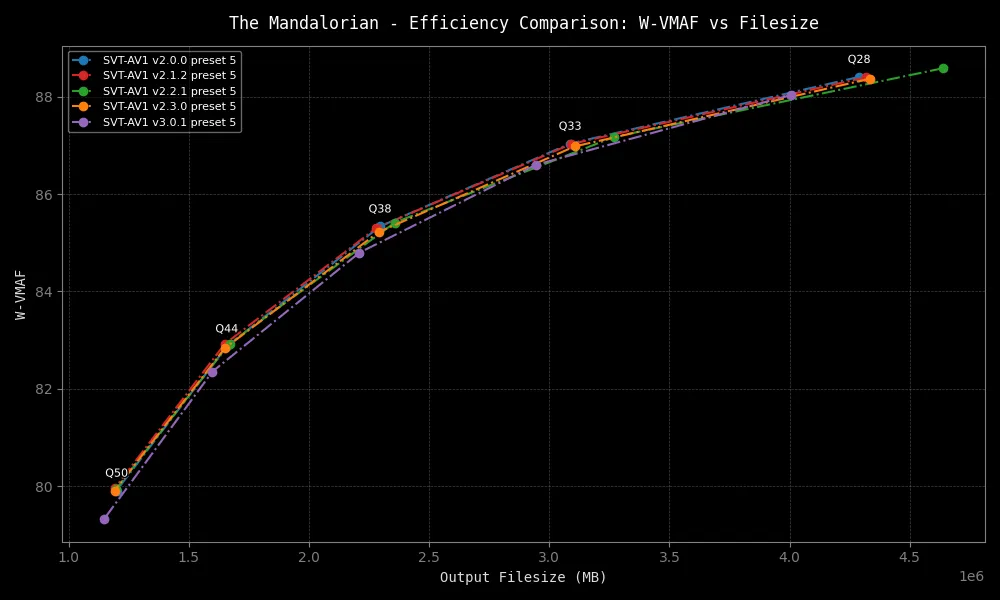 The Mandalorian - Efficiency Comparison: W-VMAF vs Filesize
SVT-AV1 v2.0.0 preset 5
SVT-AV1 v2.1.2 preset 5
SVT-AV1 v2.2.1 preset 5
SVT-AV1 v2.3.0 preset 5
SVT-AV1 v3.0.1 preset 5
Q28
Q33
Q38
Q44
Q50
88
86
84
82
80
W-VMAF
1.0 1.5 2.0 2.5 3.0 3.5 4.0 4.5
1e6
Output Filesize (MB)